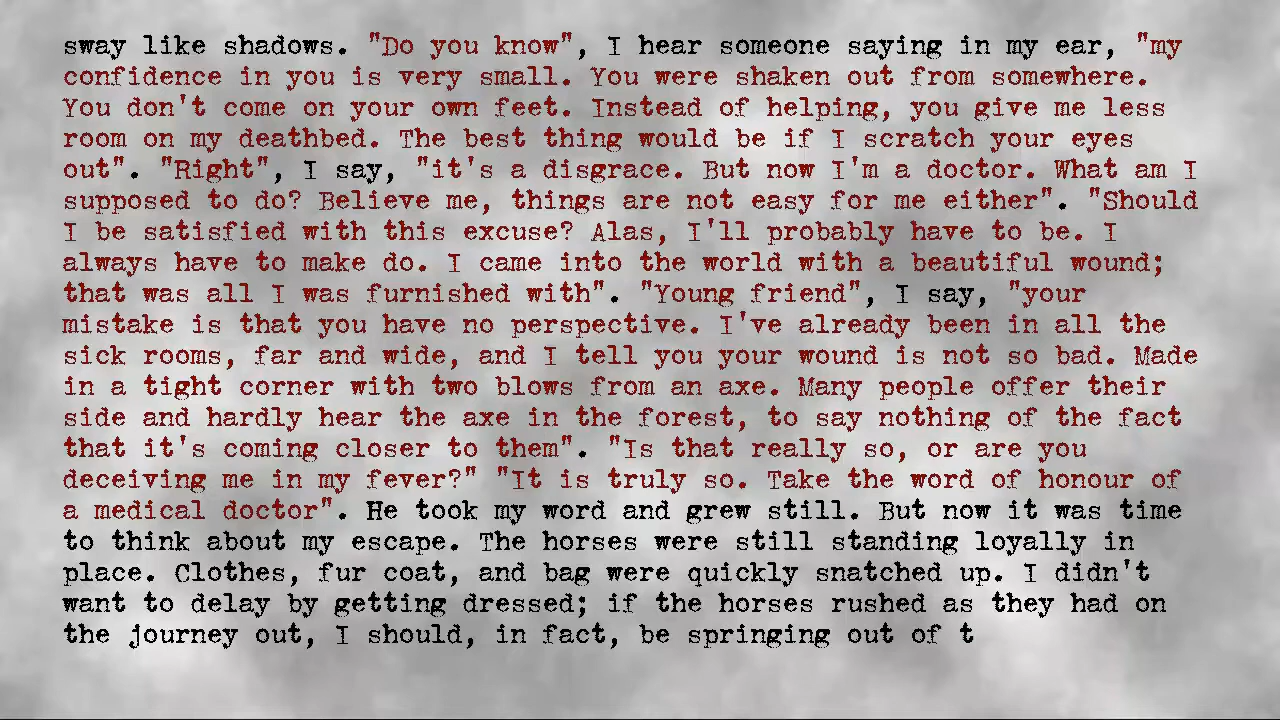 sway like shadows. "Do you know", I hear someone saying in my ear, "my
confidence in you is very small. You were shaken out from somewhere.
You don't come on your own feet. Instead of helping, you give me less
room on my deathbed. The best thing would be if I scratch your eyes
out". "Right", I say, "it's a disgrace. But now I'm a doctor. What am I
supposed to do? Believe me, things are not easy for me either". "Should
I be satisfied with this excuse? Alas, I'll probably have to be. I
always have to make do. I came into the world with a beautiful wound;
that was all I was furnished with". "Young friend", I say, "your
mistake is that you have no perspective. I've already been in all the
sick rooms, far and wide, and I tell you your wound is not so bad. Made
in a tight corner with two blows from an axe. Many people offer their
side and hardly hear the axe in the forest, to say nothing of the fact
that it's coming closer to them". "Is that really so, or are you
deceiving me in my fever?" "It is truly so. Take the word of honour of
a medical doctor". He took my word and grew still. But now it was time
to think about my escape. The horses were still standing loyally in
place. Clothes, fur coat, and bag were quickly snatched up. I didn't
want to delay by getting dressed; if the horses rushed as they had on
the journey out, I should, in fact, be springing out of t